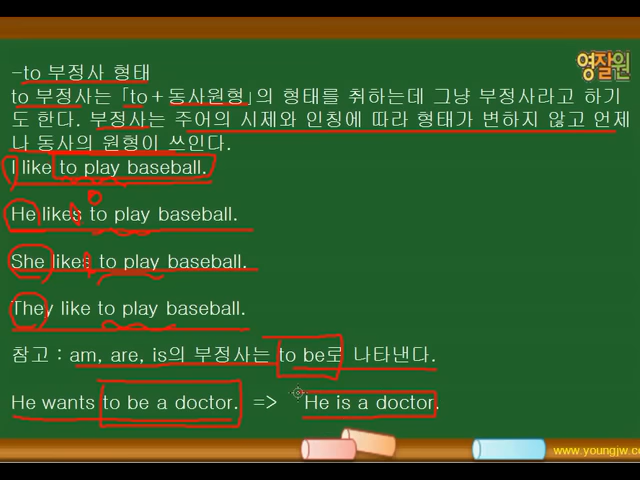 -to 부정사 형태
영잘원
to 부정사는 「to + 동사원형」의 형태를 취하는데 그냥 부정사라고 하기
도 한다. 부정사는 주어의 시제와 인칭에 따라 형태가 변하지 않고 언제
나 동사의 원형이 쓰인다.
I like to play baseball.
He likes to play baseball.
She likes to play baseball.
They like to play baseball.
참고 : am, are, is의 부정사는 to be로 나타낸다.
He wants to be a doctor. => He is a doctor.
www.youngjw.co